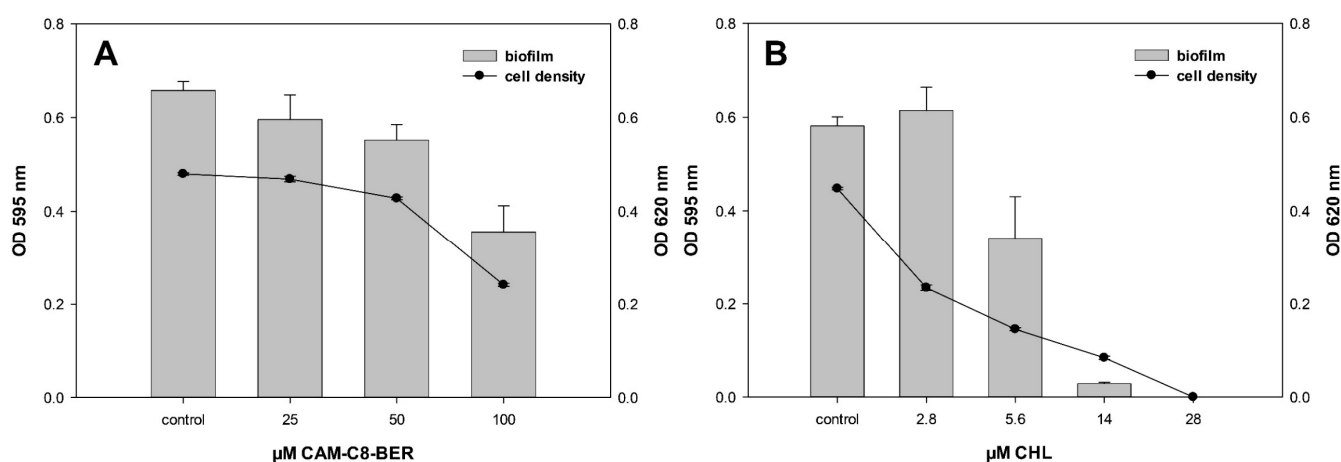 A
biofilm
cell density
OD 595 nm
0.8
0.6
0.4
0.2
0.0
0.8
0.6
0.4
0.2
0.0
OD 620 nm
control
25
50
100
µM CAM-C8-BER
B
biofilm
cell density
OD 595 nm
0.8
0.6
0.4
0.2
0.0
0.8
0.6
0.4
0.2
0.0
OD 620 nm
control
2.8
5.6
14
28
µM CHL